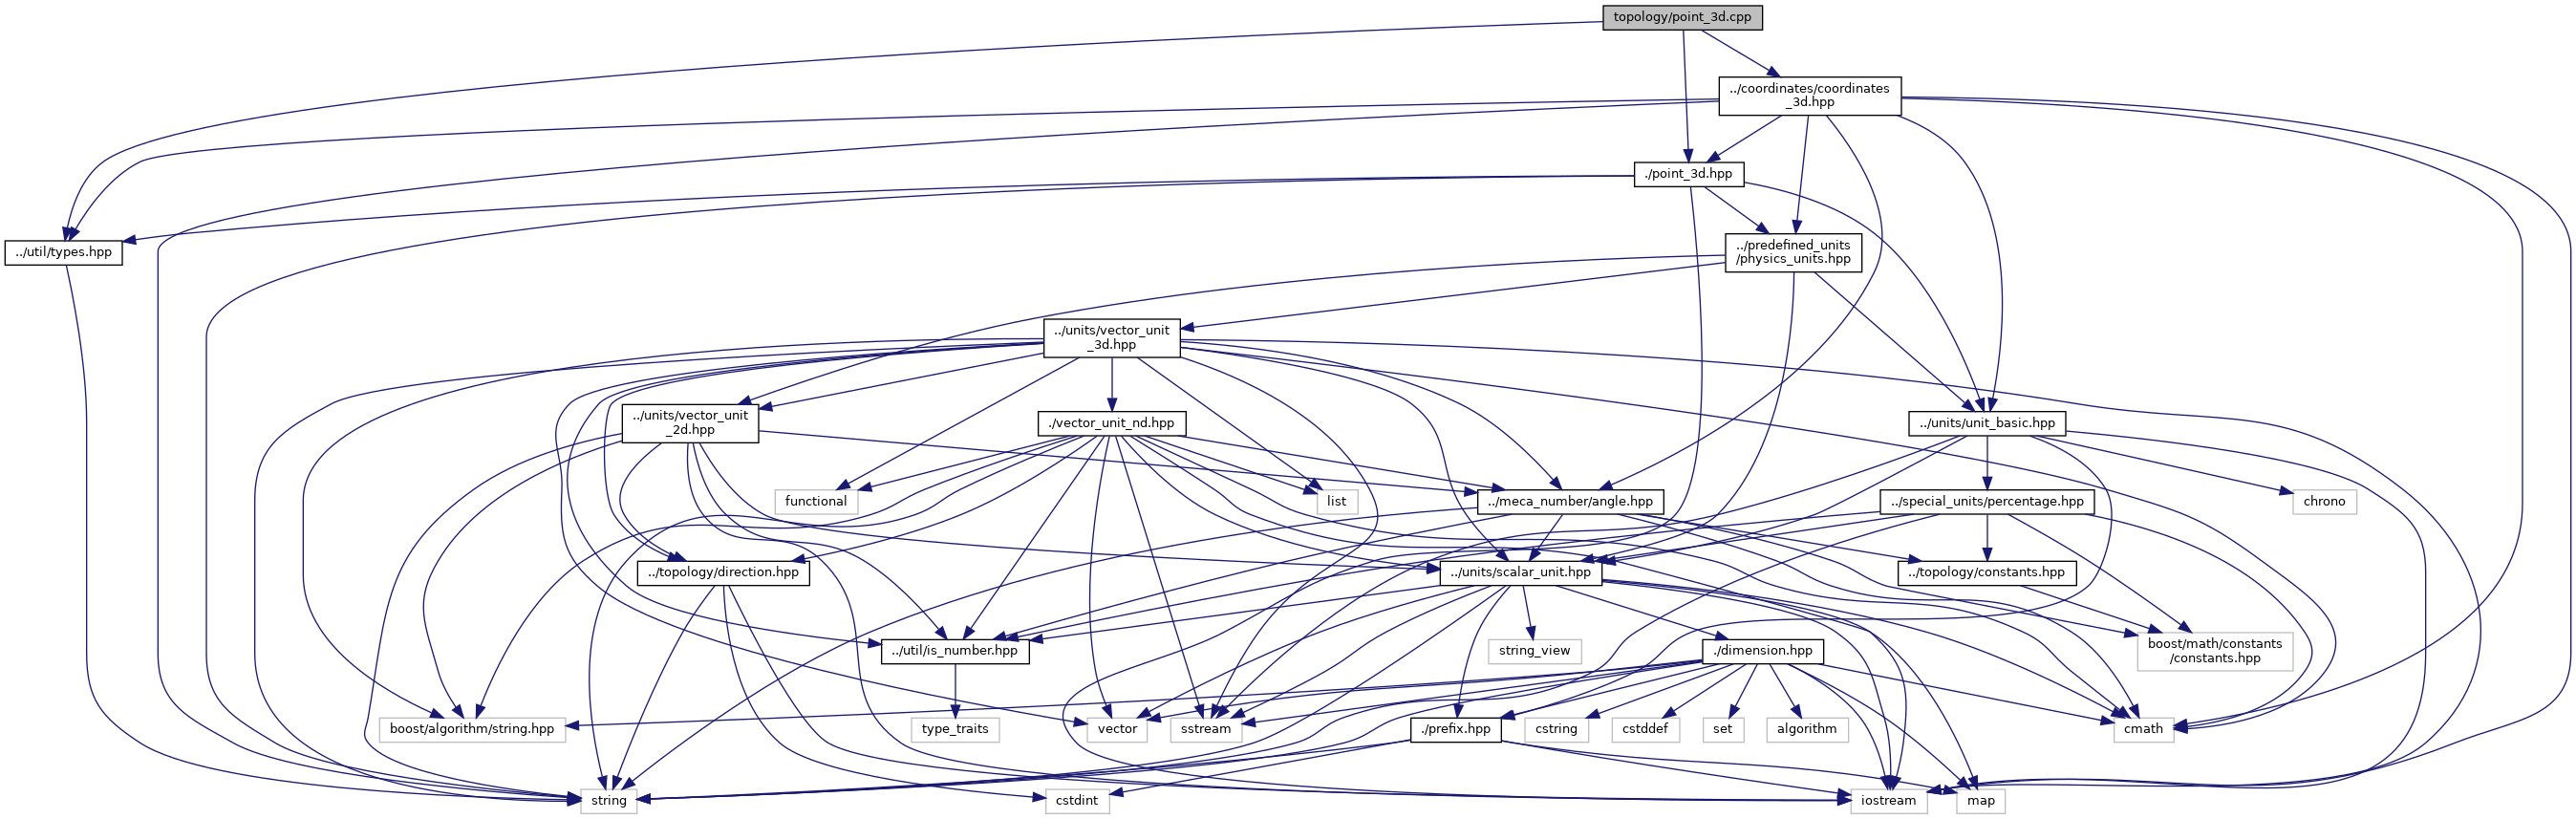 topology/point_3d.cpp
../coordinates/coordinates
_3d.hpp
./point_3d.hpp
../util/types.hpp
../predefined_units
/physics_units.hpp
../units/vector_unit
_3d.hpp
../units/vector_unit
_2d.hpp
./vector_unit_nd.hpp
../units/unit_basic.hpp
functional
list
../meca_number/angle.hpp
../special_units/percentage.hpp
chrono
../topology/direction.hpp
../units/scalar_unit.hpp
../topology/constants.hpp
../util/is_number.hpp
string_view
./dimension.hpp
boost/math/constants
/constants.hpp
boost/algorithm/string.hpp
type_traits
vector
sstream
./prefix.hpp
cstring
cstddef
set
algorithm
cmath
string
cstdint
iostream
map